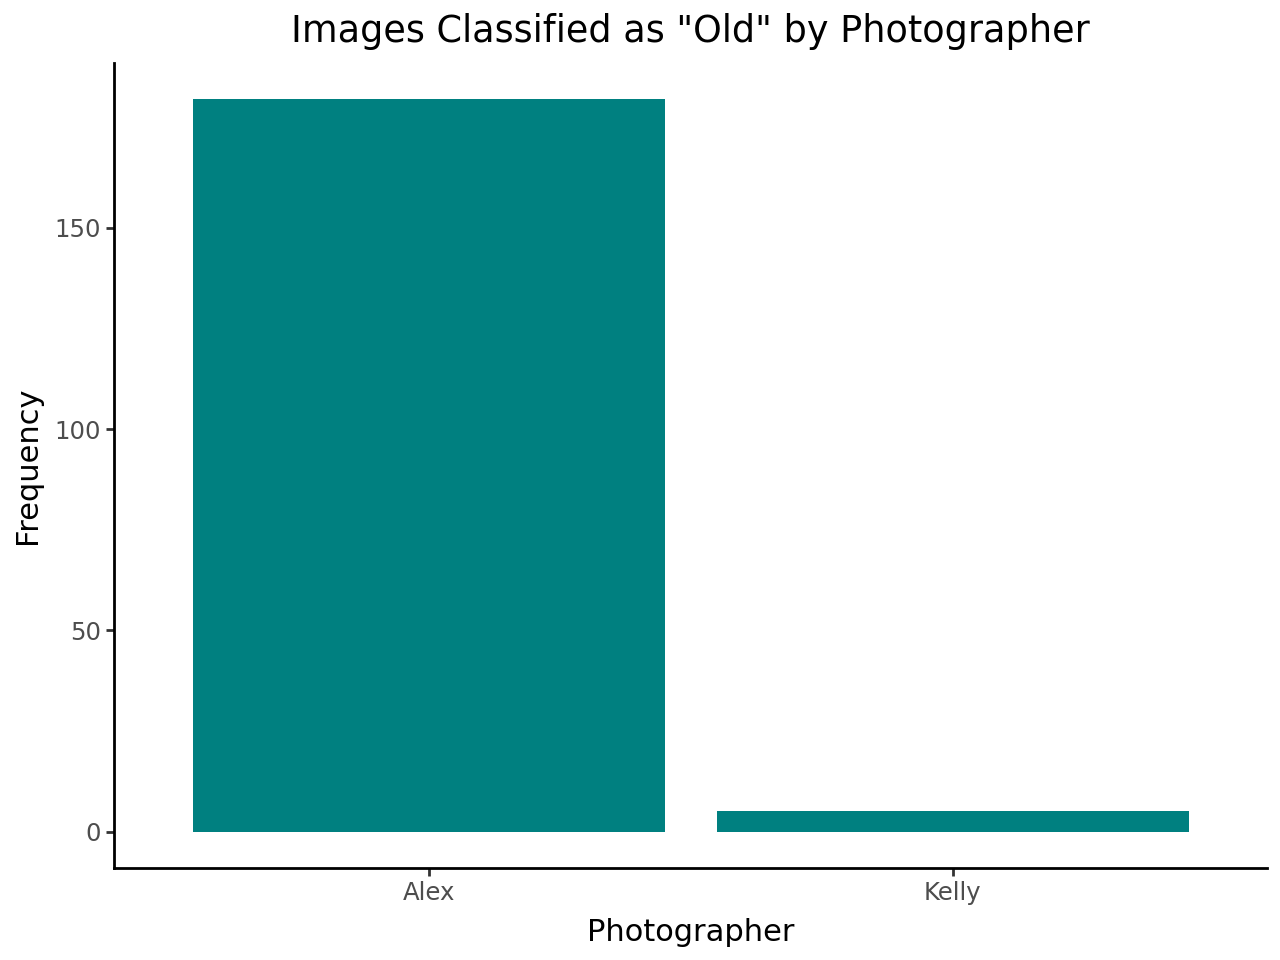 Images Classified as "Old" by Photographer
150
100
50
0
Frequency
Alex
Kelly
Photographer